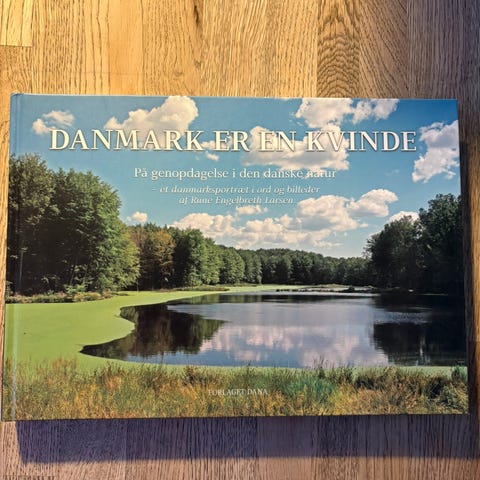 DANMARK ER EN KVINDE
På genopdagelse i den danske natur
– et danmarksportræt i ord og billeder
af Rune Engelbreth Larsen
FORLAGET DANA